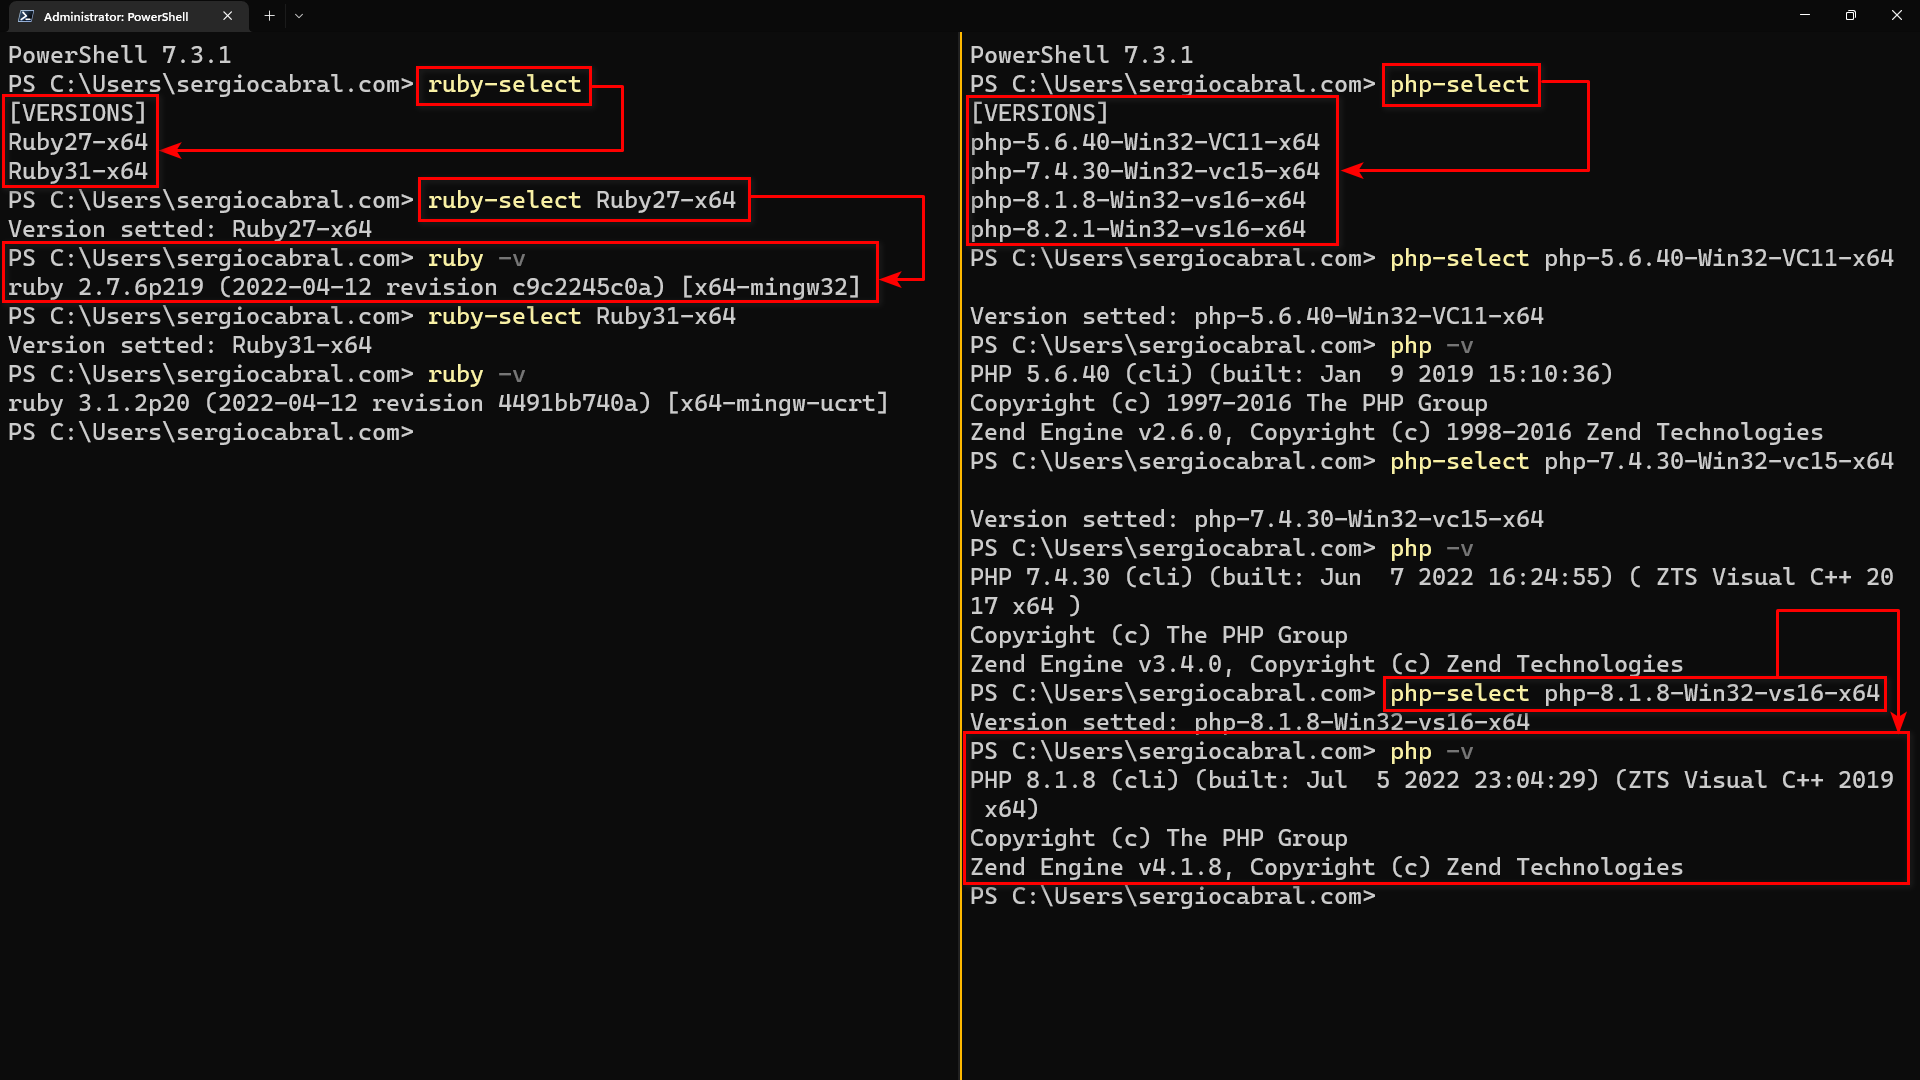 Administrator: PowerShell
PowerShell 7.3.1
PS C:\Users\sergiocabral.com> ruby-select
[VERSIONS]
Ruby27-x64
Ruby31-x64
PS C:\Users\sergiocabral.com> ruby-select Ruby27-x64
Version setted: Ruby27-x64
PS C:\Users\sergiocabral.com> ruby -v
ruby 2.7.6p219 (2022-04-12 revision c9c2245c0a) [x64-mingw32]
PS C:\Users\sergiocabral.com> ruby-select Ruby31-x64
Version setted: Ruby31-x64
PS C:\Users\sergiocabral.com> ruby -v
ruby 3.1.2p20 (2022-04-12 revision 4491bb740a) [x64-mingw-ucrt]
PS C:\Users\sergiocabral.com>
PowerShell 7.3.1
PS C:\Users\sergiocabral.com> php-select
[VERSIONS]
php-5.6.40-Win32-VC11-x64
php-7.4.30-Win32-vc15-x64
php-8.1.8-Win32-vs16-x64
php-8.2.1-Win32-vs16-x64
PS C:\Users\sergiocabral.com> php-select php-5.6.40-Win32-VC11-x64
Version setted: php-5.6.40-Win32-VC11-x64
PS C:\Users\sergiocabral.com> php -v
PHP 5.6.40 (cli) (built: Jan  9 2019 15:10:36)
Copyright (c) 1997-2016 The PHP Group
Zend Engine v2.6.0, Copyright (c) 1998-2016 Zend Technologies
PS C:\Users\sergiocabral.com> php-select php-7.4.30-Win32-vc15-x64
Version setted: php-7.4.30-Win32-vc15-x64
PS C:\Users\sergiocabral.com> php -v
PHP 7.4.30 (cli) (built: Jun  7 2022 16:24:55) ( ZTS Visual C++ 20
17 x64 )
Copyright (c) The PHP Group
Zend Engine v3.4.0, Copyright (c) Zend Technologies
PS C:\Users\sergiocabral.com> php-select php-8.1.8-Win32-vs16-x64
Version setted: php-8.1.8-Win32-vs16-x64
PS C:\Users\sergiocabral.com> php -v
PHP 8.1.8 (cli) (built: Jul  5 2022 23:04:29) (ZTS Visual C++ 2019
 x64)
Copyright (c) The PHP Group
Zend Engine v4.1.8, Copyright (c) Zend Technologies
PS C:\Users\sergiocabral.com>